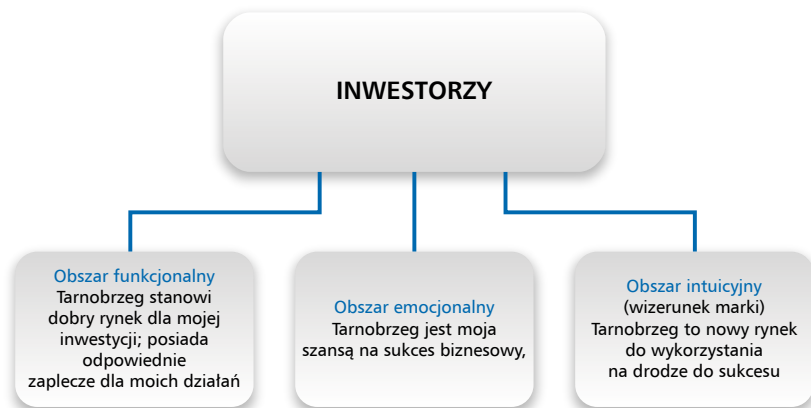 INWESTORZY
Obszar funkcjonalny
Tarnobrzeg stanowi
dobry rynek dla mojej
inwestycji; posiada
odpowiednie
zaplecze dla moich działań
Obszar emocjonalny
Tarnobrzeg jest moja
szansą na sukces biznesowy,
Obszar intuicyjny
(wizerunek marki)
Tarnobrzeg to nowy rynek
do wykorzystania
na drodze do sukcesu